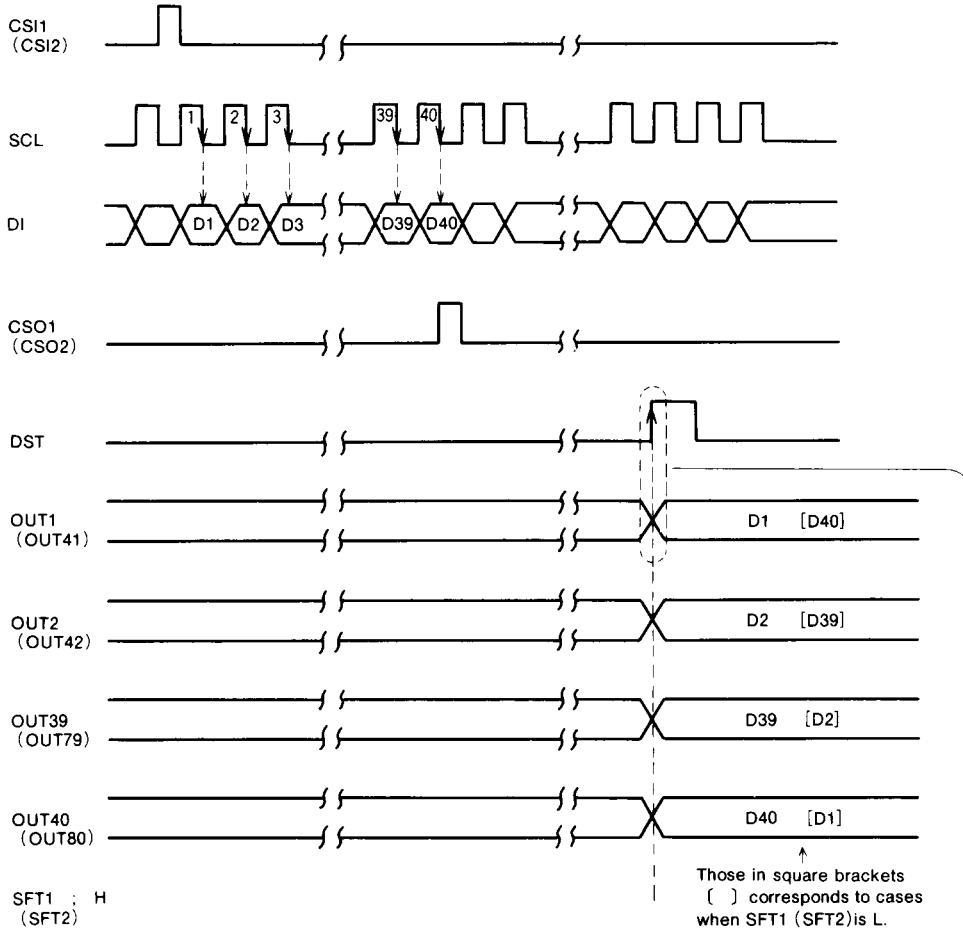 CSI1
(CSI2)
SCL
1 2 3 39 40
DI
D1 D2 D3 D39 D40
CSO1
(CSO2)
DST
OUT1
(OUT41)
D1 [D40]
OUT2
(OUT42)
D2 [D39]
OUT39
(OUT79)
D39 [D2]
OUT40
(OUT80)
D40 [D1]
SFT1 ; H
(SFT2)
Those in square brackets
[ ] corresponds to cases
when SFT1 (SFT2) is L.